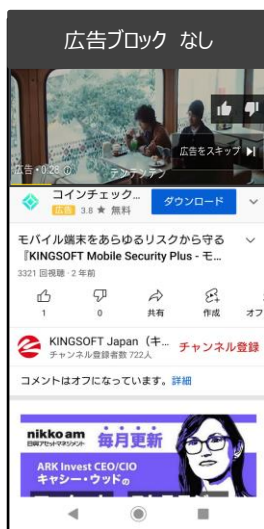 広告ブロック なし
広告をスキップ
広告・0:28
テンテンテン
コインチェック...
ダウンロード
広告 3.8 ★ 無料
モバイル端末をあらゆるリスクから守る
『KINGSOFT Mobile Security Plus - モ...
3321 回視聴・2 年前
1
0
共有
作成
オフ
KINGSOFT Japan（キ...
チャンネル登録者数 722人
チャンネル登録
コメントはオフになっています。詳細
nikko am
日興アセットマネジメント
毎月更新
ARK Invest CEO/CIO
キャシー・ウッドの